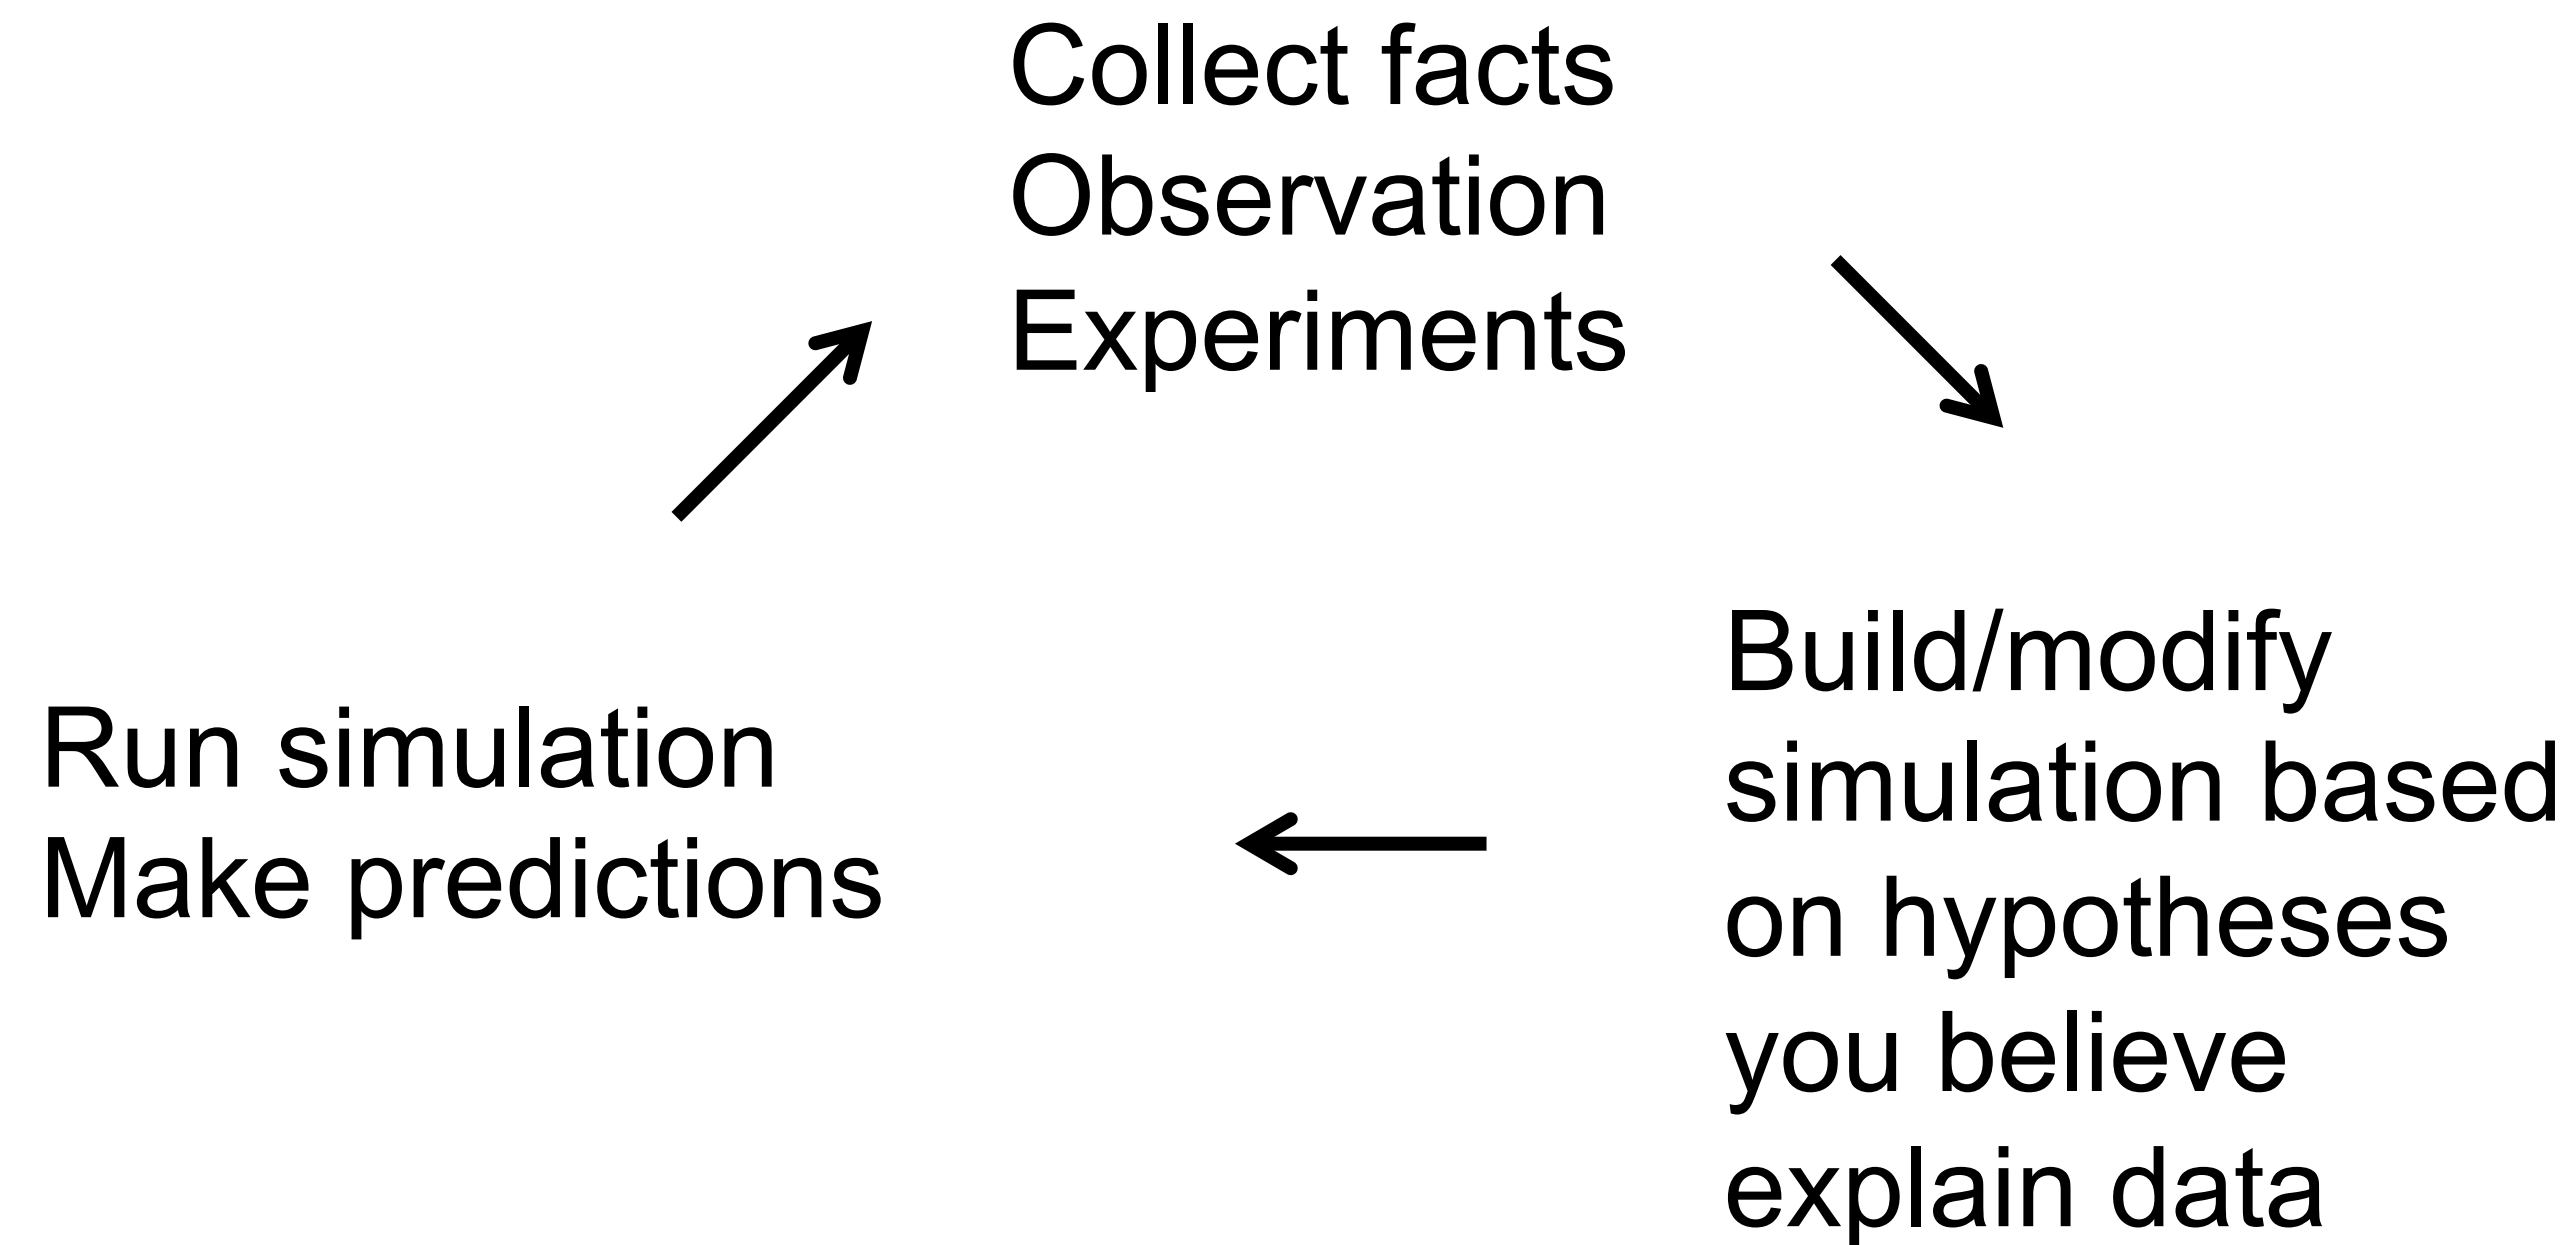 Collect facts
Observation
Experiments
Build/modify
simulation based
on hypotheses
you believe
explain data
Run simulation
Make predictions